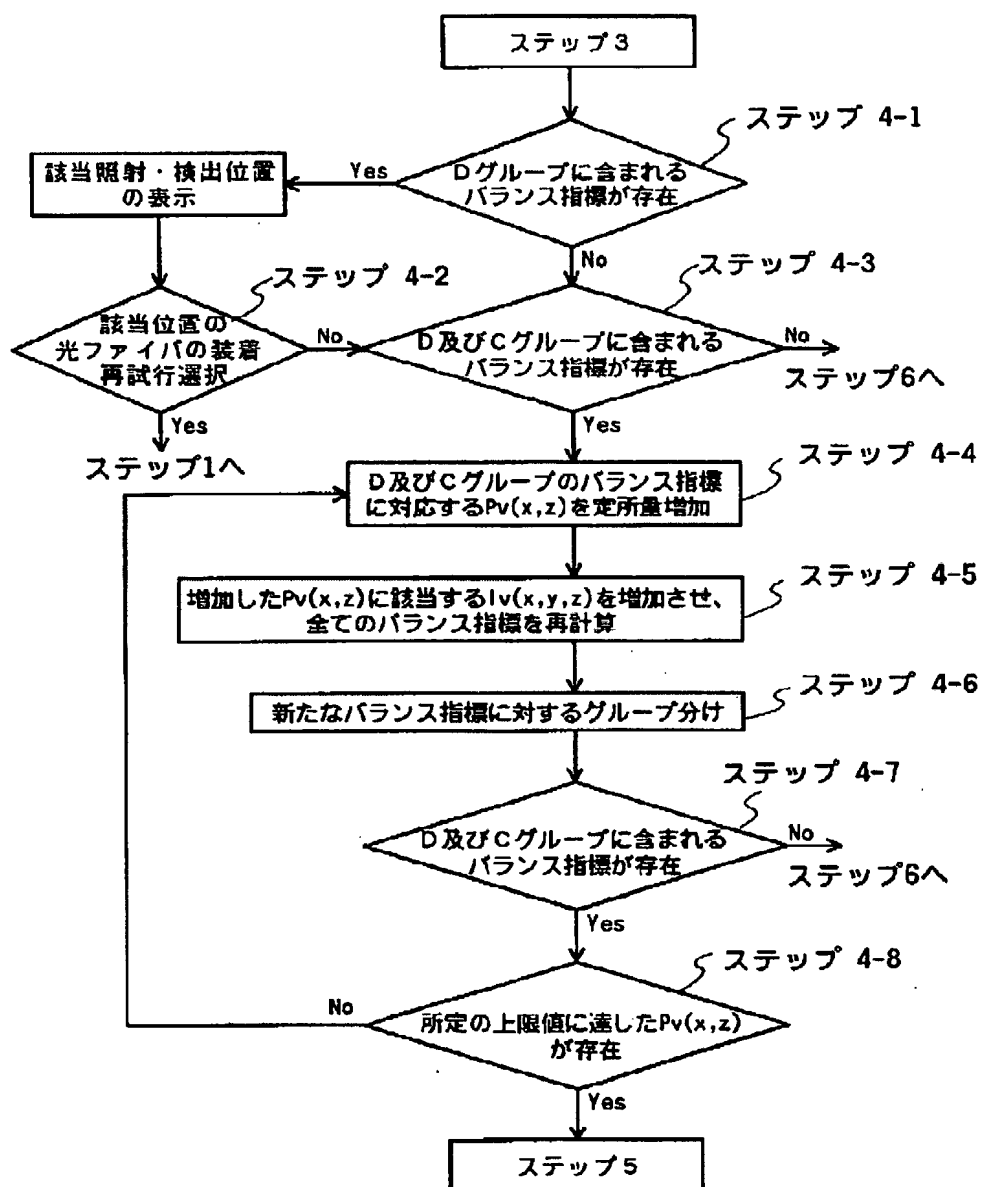 ステップ3
ステップ 4-1
Dグループに含まれる
バランス指標が存在
Yes
該当照射・検出位置
の表示
No
ステップ 4-2
ステップ 4-3
該当位置の
光ファイバの装着
再試行選択
No
D及びCグループに含まれる
バランス指標が存在
No
ステップ6へ
Yes
ステップ1へ
Yes
ステップ 4-4
D及びCグループのバランス指標
に対応するPv(x,z)を定所量増加
ステップ 4-5
増加したPv(x,z)に該当するIv(x,y,z)を増加させ、
全てのバランス指標を再計算
ステップ 4-6
新たなバランス指標に対するグループ分け
ステップ 4-7
D及びCグループに含まれる
バランス指標が存在
No
ステップ6へ
Yes
ステップ 4-8
No
所定の上限値に達したPv(x,z)
が存在
Yes
ステップ5